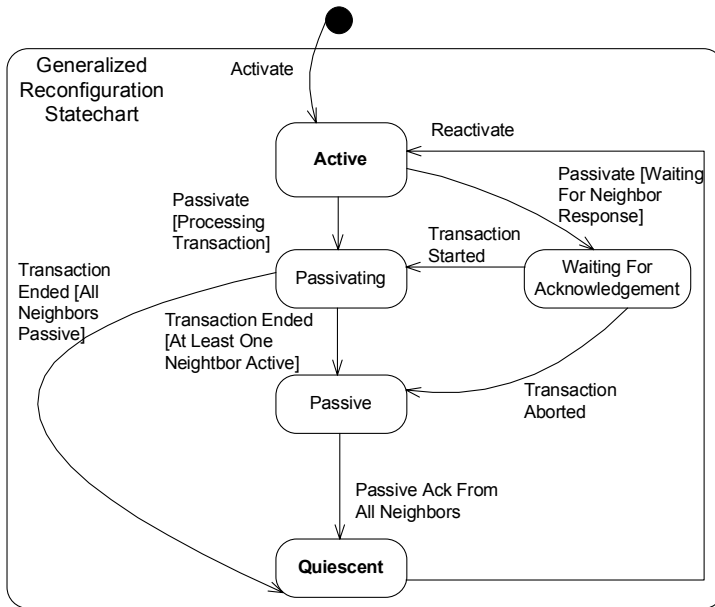 Generalized
Reconfiguration
Statechart
Activate
Active
Reactivate
Passivate
[Processing
Transaction]
Passivate [Waiting
For Neighbor
Response]
Transaction
Started
Transaction
Ended [All
Neighbors
Passive]
Passivating
Waiting For
Acknowledgement
Transaction Ended
[At Least One
Neightbor Active]
Passive
Transaction
Aborted
Passive Ack From
All Neighbors
Quiescent